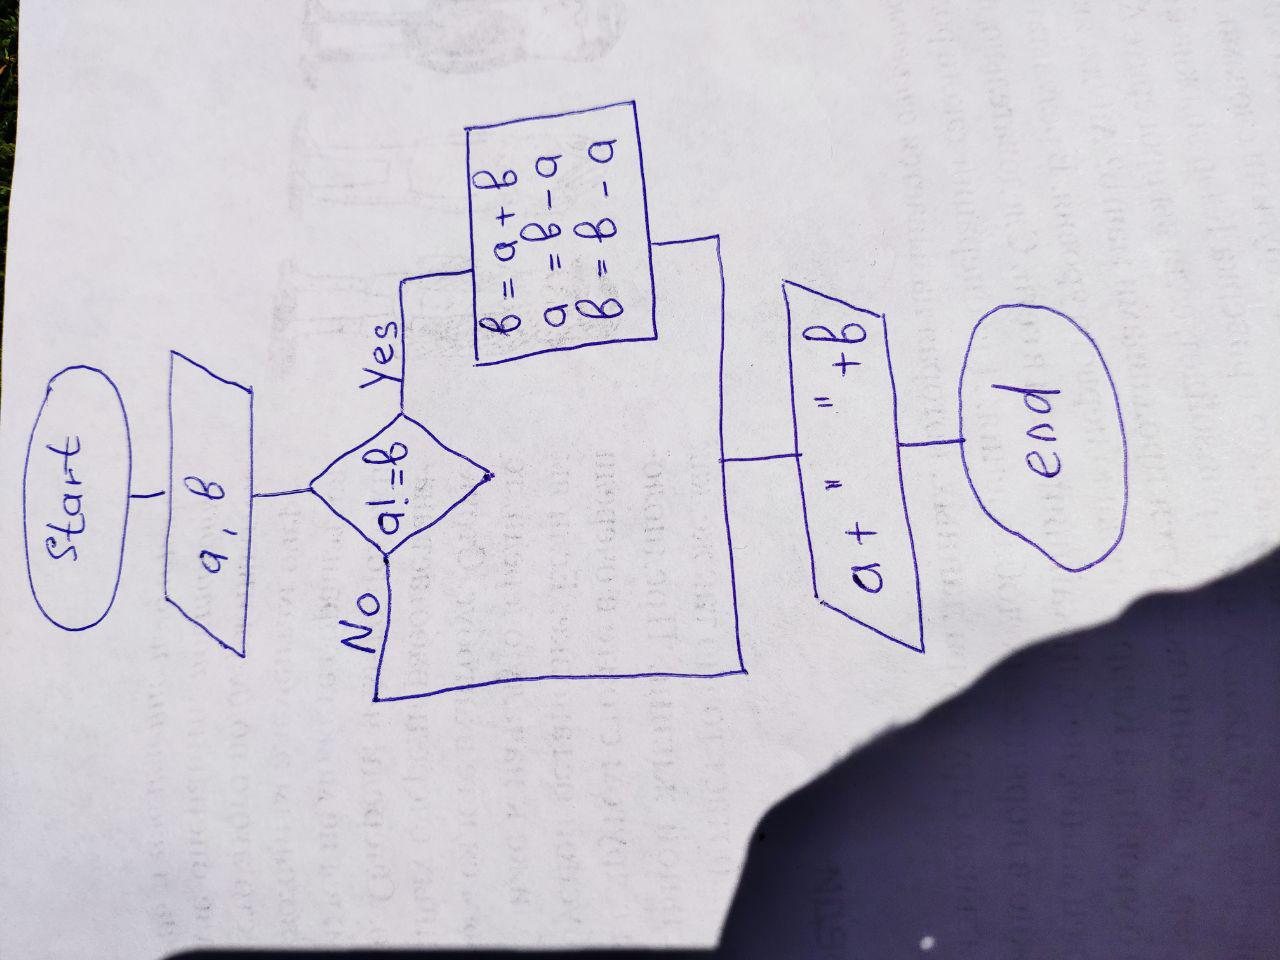 Start
a, b
a!=b
Yes
No
b = a + b
a = b - a
b = b - a
a + " " + b
end